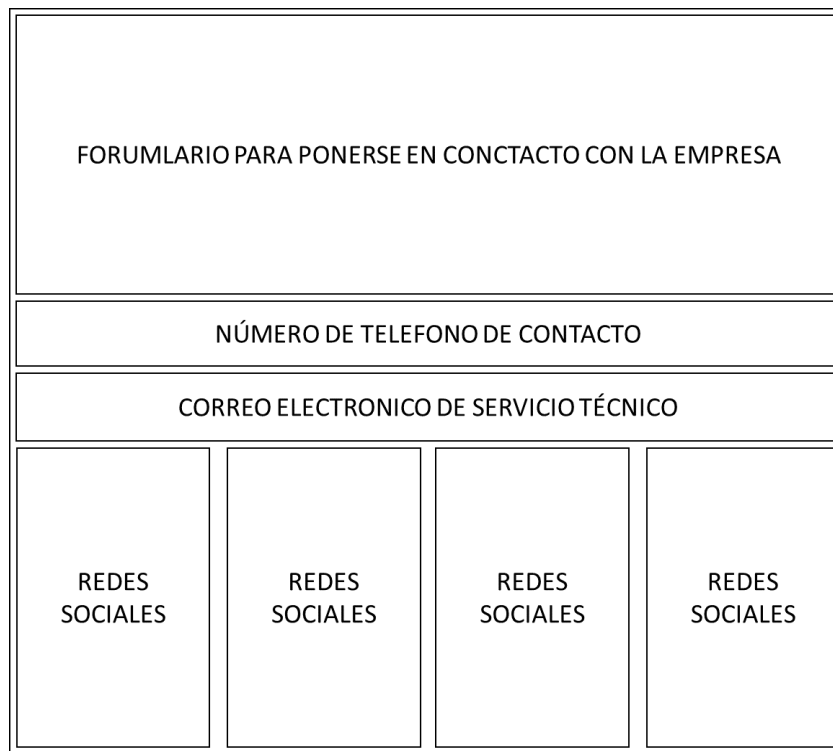 FORUMLARIO PARA PONERSE EN CONCTACTO CON LA EMPRESA
NÚMERO DE TELEFONO DE CONTACTO
CORREO ELECTRONICO DE SERVICIO TÉCNICO
REDES
SOCIALES
REDES
SOCIALES
REDES
SOCIALES
REDES
SOCIALES